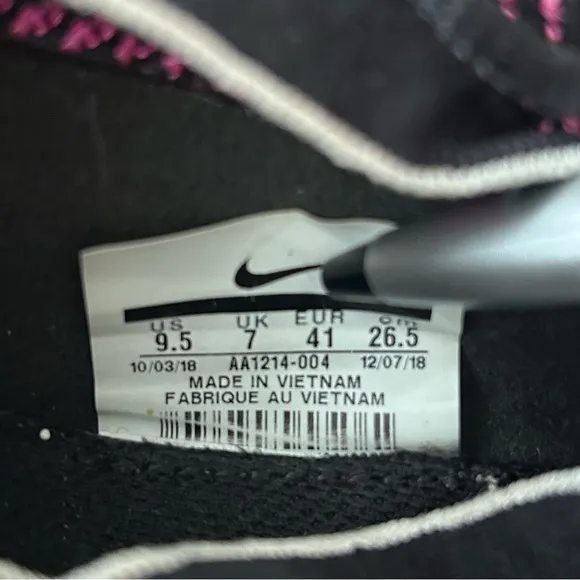 US UK EUR cm
9.5 7 41 26.5
10/03/18 AA1214-004 12/07/18
MADE IN VIETNAM
FABRIQUE AU VIETNAM